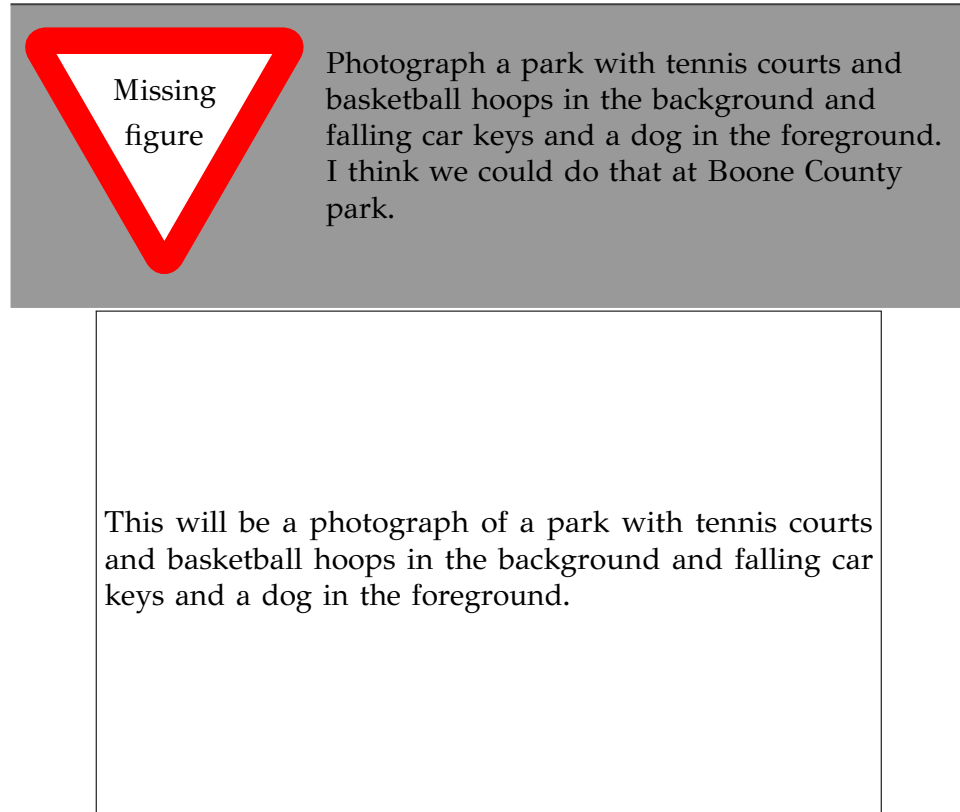 Missing
figure
Photograph a park with tennis courts and
basketball hoops in the background and
falling car keys and a dog in the foreground.
I think we could do that at Boone County
park.
This will be a photograph of a park with tennis courts
and basketball hoops in the background and falling car
keys and a dog in the foreground.